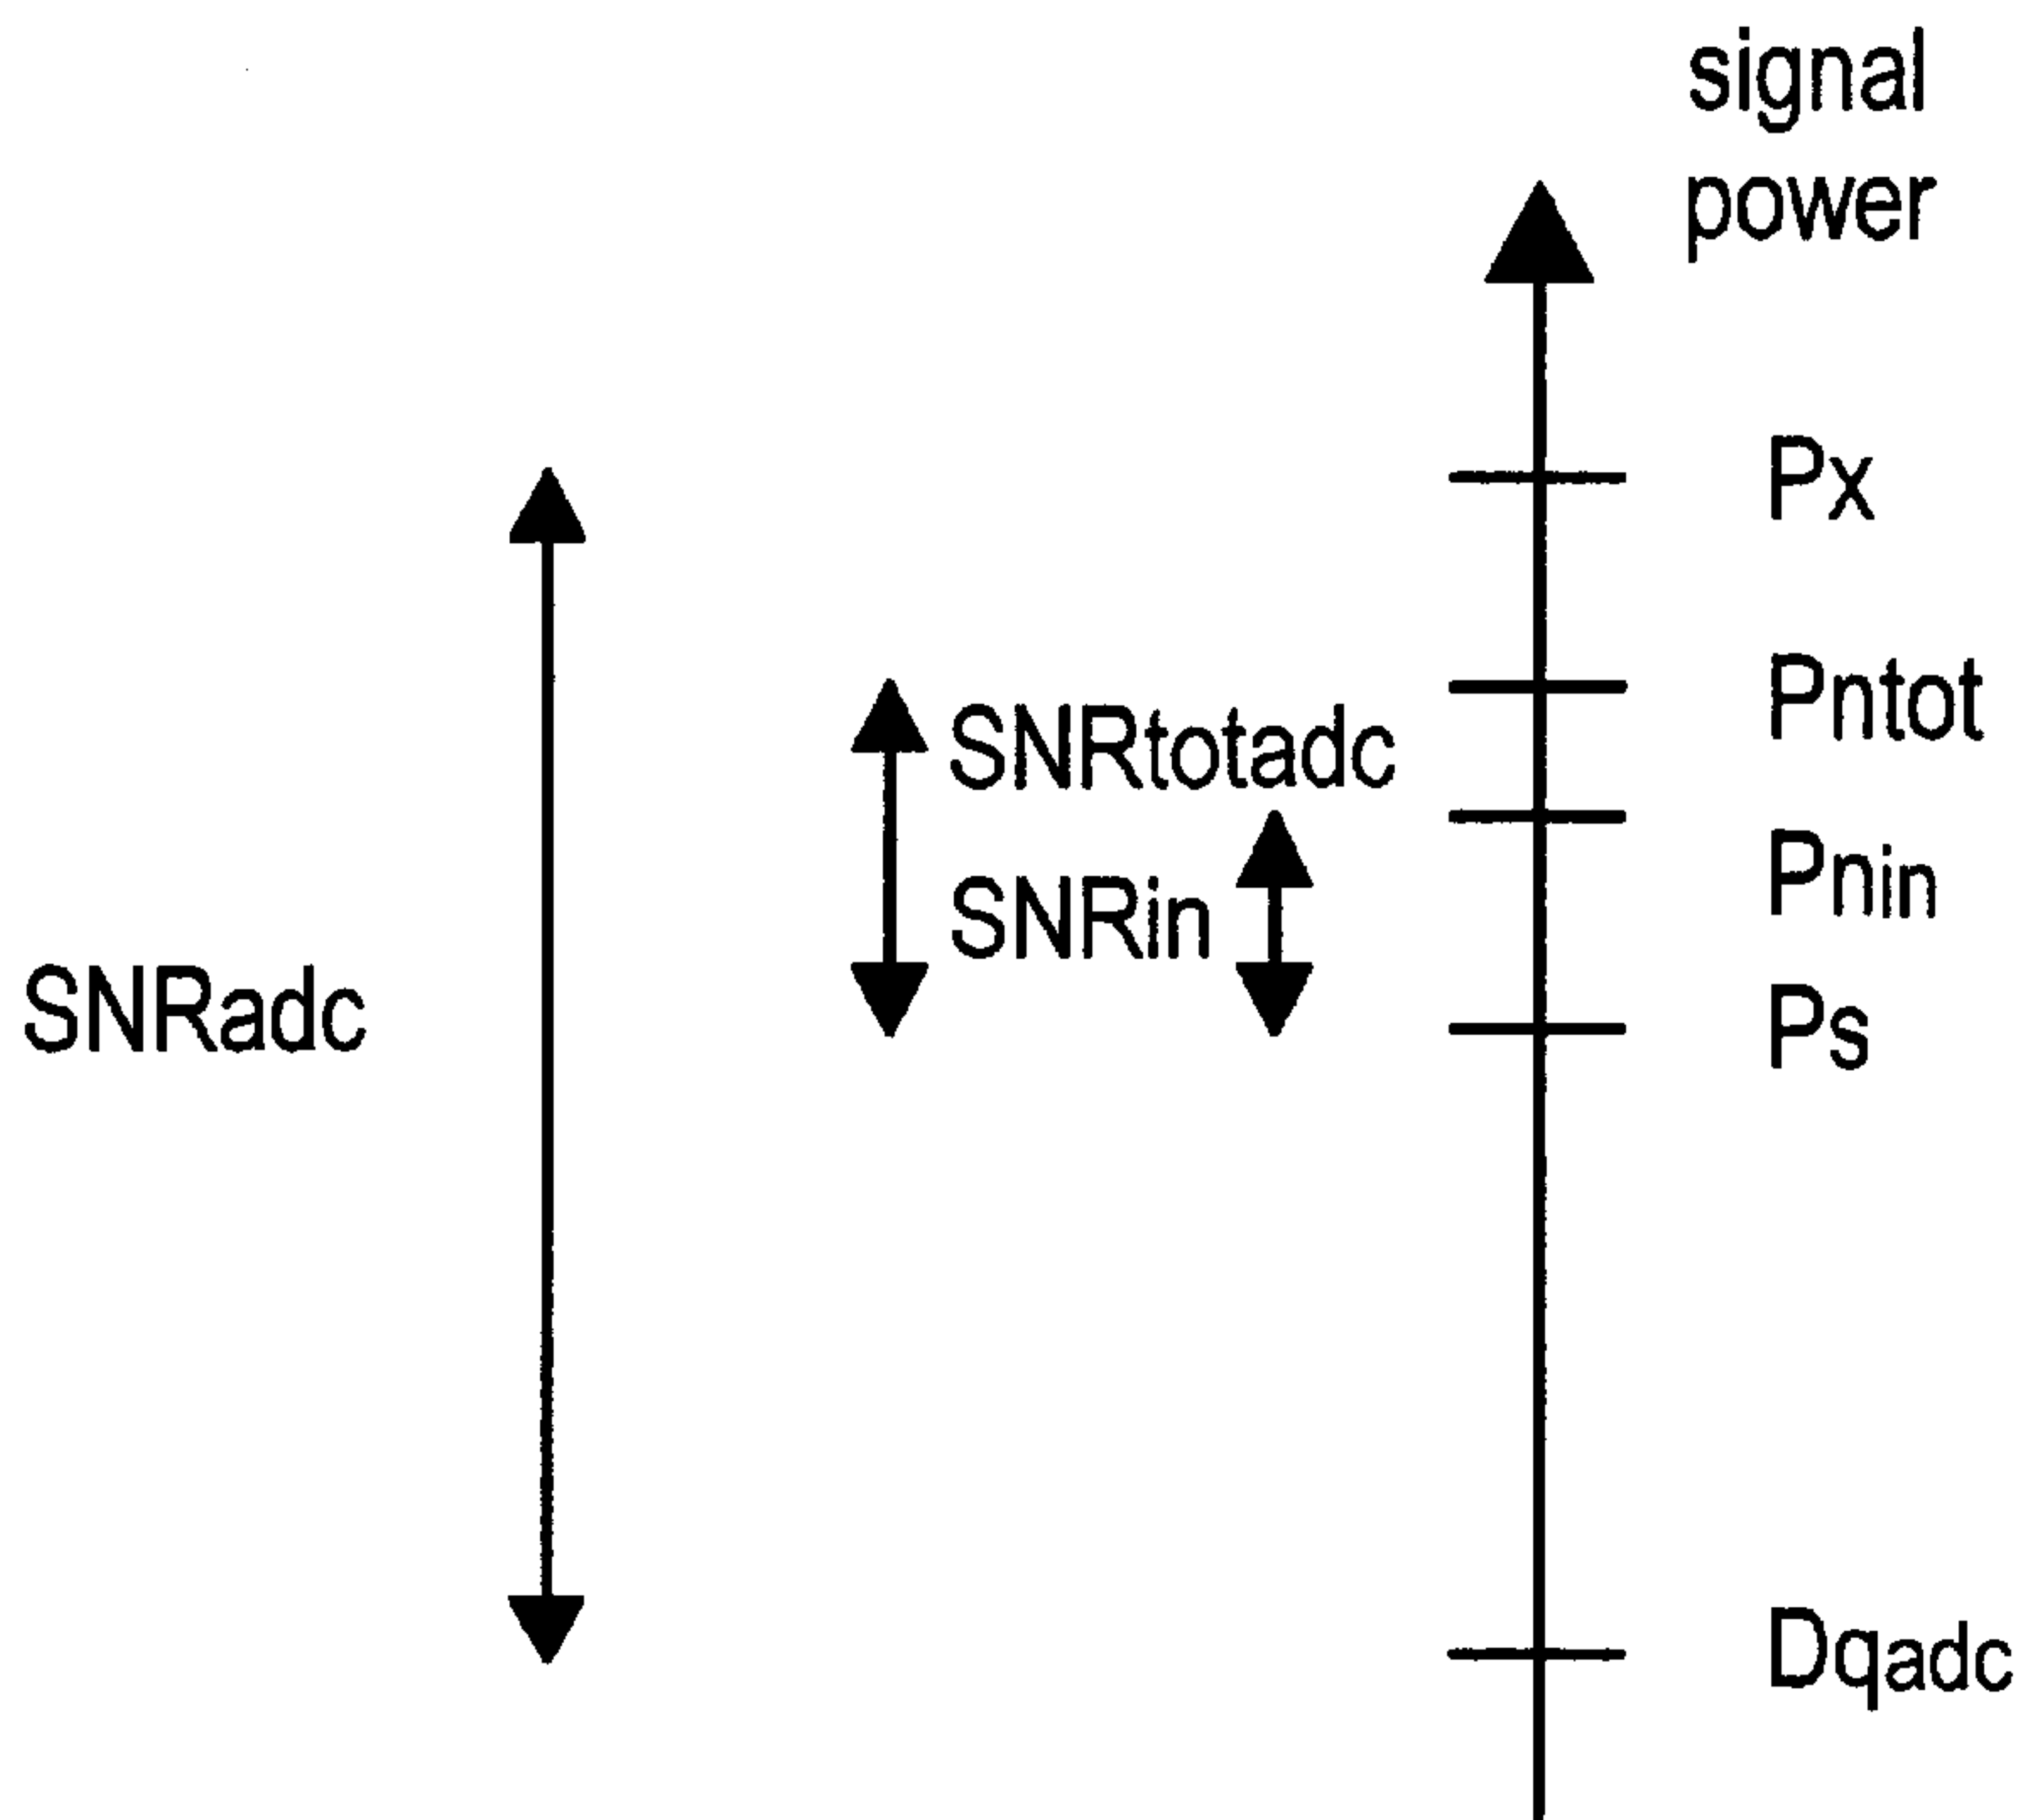 signal
power
Px
Pntot
SNRtotadc
Pnin
SNRin
SNRadc
Ps
Dqadc